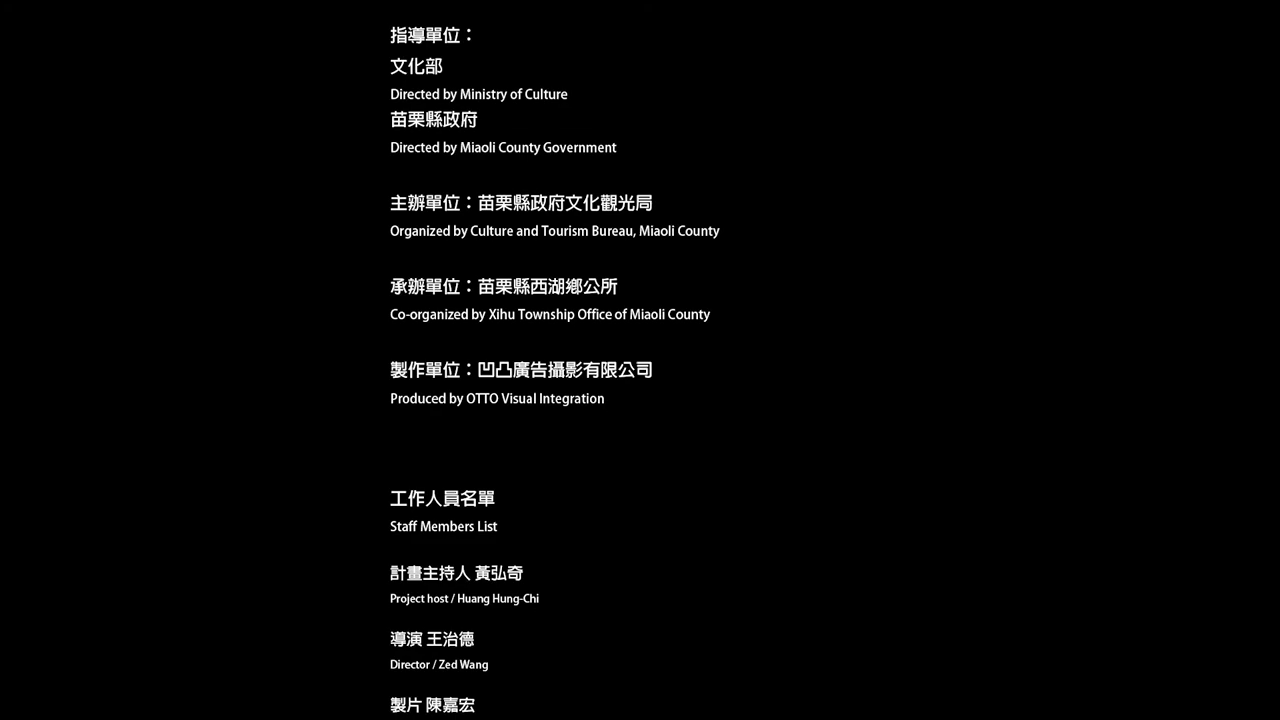 指導單位：
文化部
Directed by Ministry of Culture
苗栗縣政府
Directed by Miaoli County Government
主辦單位：苗栗縣政府文化觀光局
Organized by Culture and Tourism Bureau, Miaoli County
承辦單位：苗栗縣西湖鄉公所
Co-organized by Xihu Township Office of Miaoli County
製作單位：凹凸廣告攝影有限公司
Produced by OTTO Visual Integration
工作人員名單
Staff Members List
計畫主持人 黃弘奇
Project host / Huang Hung-Chi
導演 王治德
Director / Zed Wang
製片 陳嘉宏